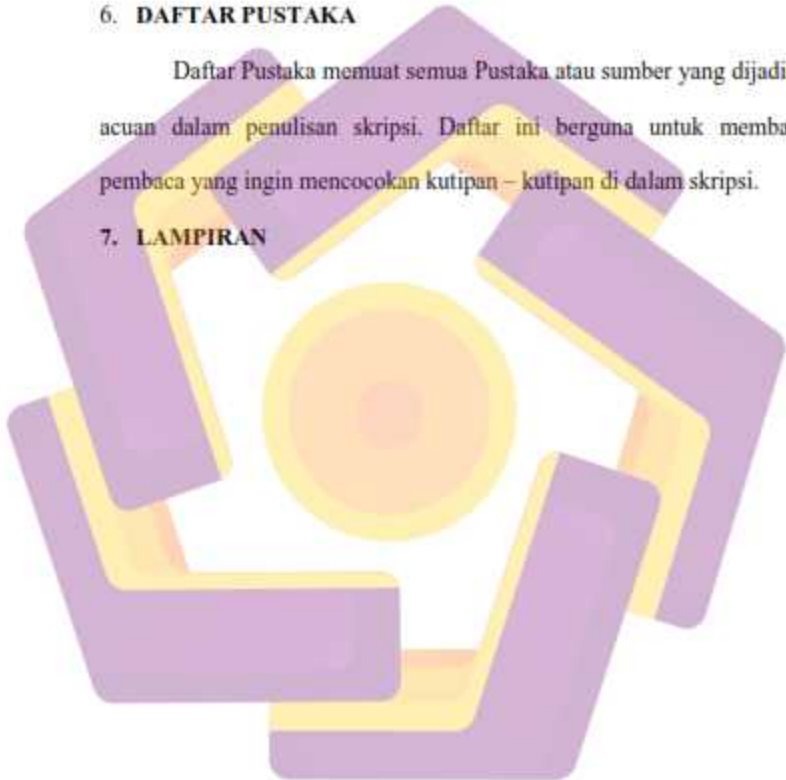 6. DAFTAR PUSTAKA
Daftar Pustaka memuat semua Pustaka atau sumber yang dijadi
acuan dalam penulisan skripsi. Daftar ini berguna untuk memba
pembaca yang ingin mencocokan kutipan – kutipan di dalam skripsi.
7. LAMPIRAN